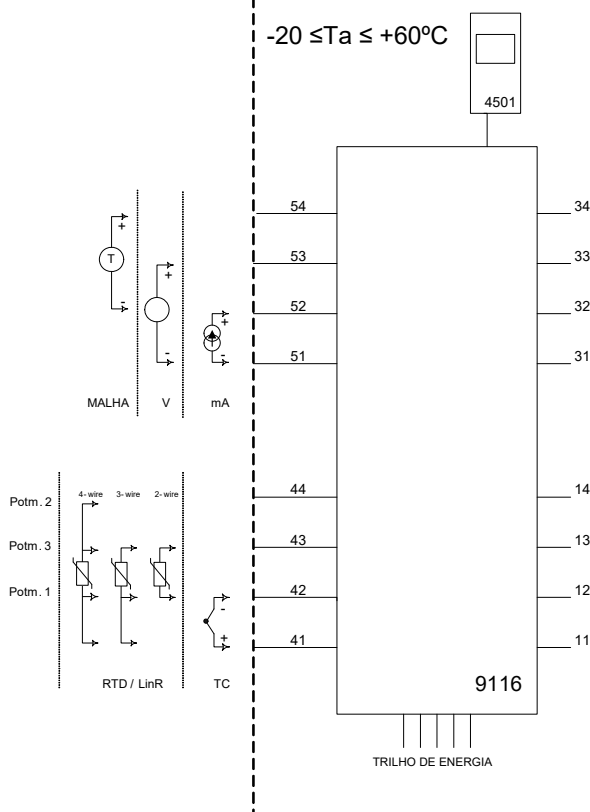 -20 ≤Ta ≤ +60ºC
4501
54
34
+
T
53
33
+
-
52
32
+
51
31
-
-
MALHA
V
mA
Potm. 2
4- wire
3- wire
2- wire
44
14
Potm. 3
43
13
Potm. 1
42
12
-
+
41
11
RTD / LinR
TC
9116
TRILHO DE ENERGIA